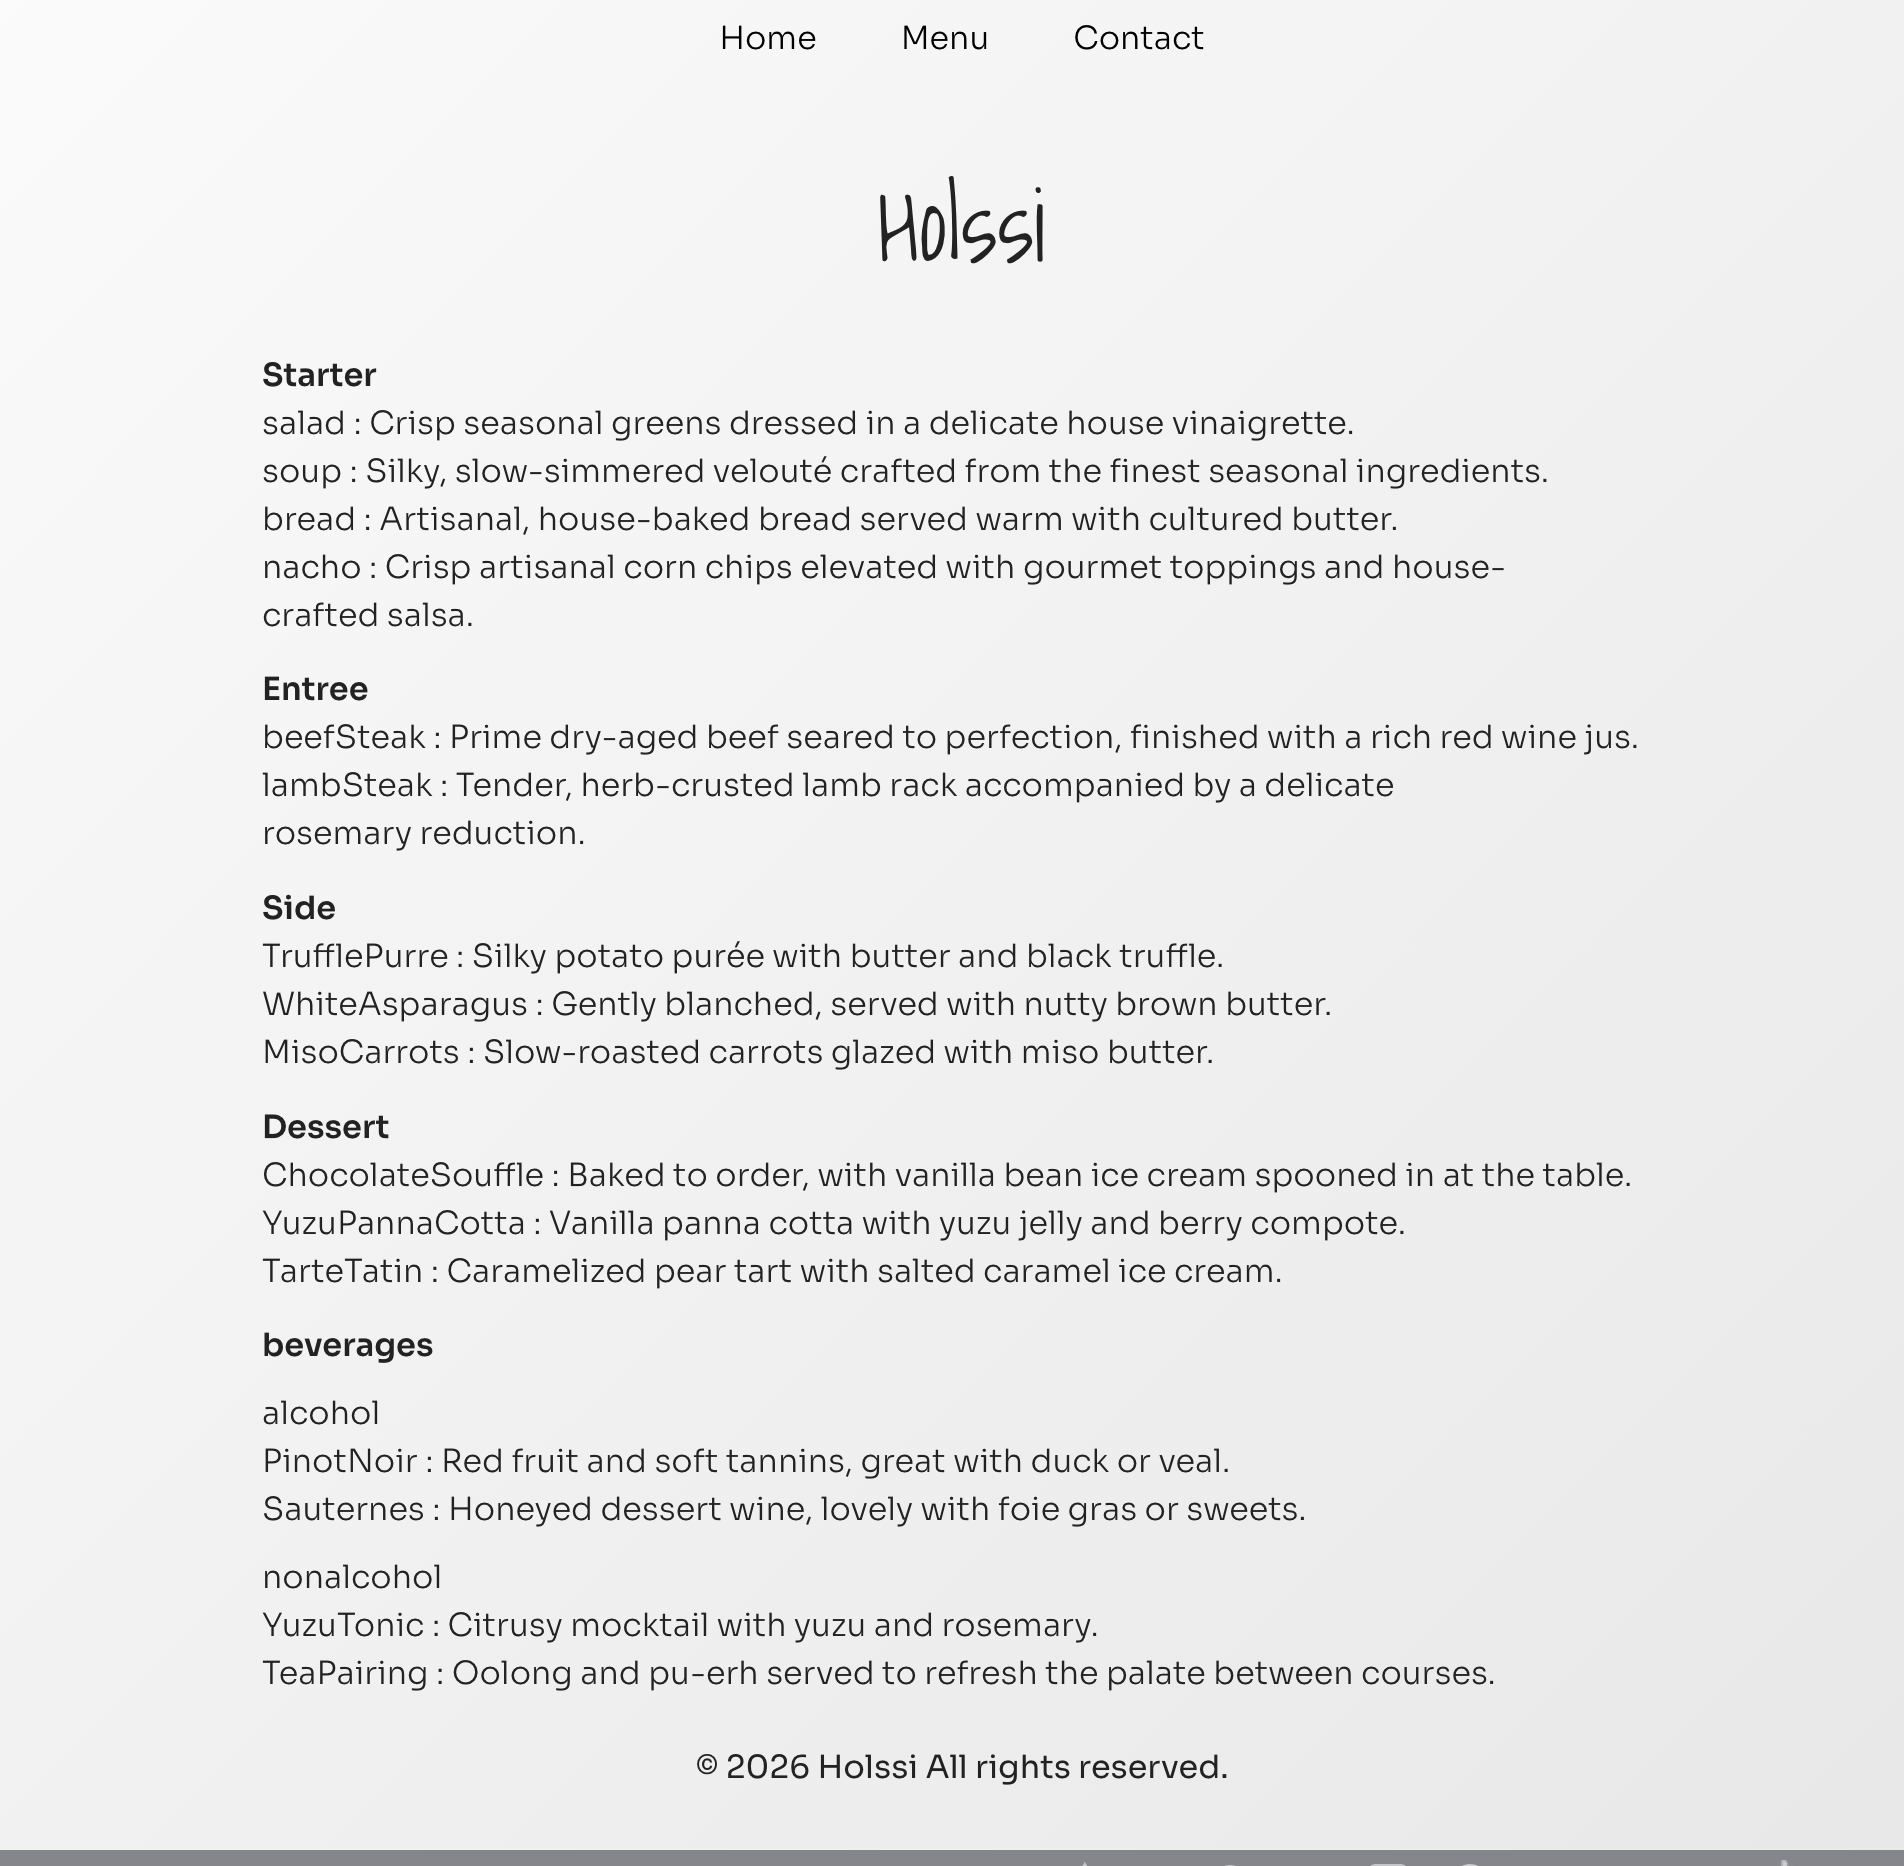 Home Menu Contact
Holssi
Starter
salad : Crisp seasonal greens dressed in a delicate house vinaigrette.
soup : Silky, slow-simmered velouté crafted from the finest seasonal ingredients.
bread : Artisanal, house-baked bread served warm with cultured butter.
nacho : Crisp artisanal corn chips elevated with gourmet toppings and house-
crafted salsa.
Entree
beefSteak : Prime dry-aged beef seared to perfection, finished with a rich red wine jus.
lambSteak : Tender, herb-crusted lamb rack accompanied by a delicate
rosemary reduction.
Side
TrufflePurre : Silky potato purée with butter and black truffle.
WhiteAsparagus : Gently blanched, served with nutty brown butter.
MisoCarrots : Slow-roasted carrots glazed with miso butter.
Dessert
ChocolateSouffle : Baked to order, with vanilla bean ice cream spooned in at the table.
YuzuPannaCotta : Vanilla panna cotta with yuzu jelly and berry compote.
TarteTatin : Caramelized pear tart with salted caramel ice cream.
beverages
alcohol
PinotNoir : Red fruit and soft tannins, great with duck or veal.
Sauternes : Honeyed dessert wine, lovely with foie gras or sweets.
nonalcohol
YuzuTonic : Citrusy mocktail with yuzu and rosemary.
TeaPairing : Oolong and pu-erh served to refresh the palate between courses.
© 2026 Holssi All rights reserved.